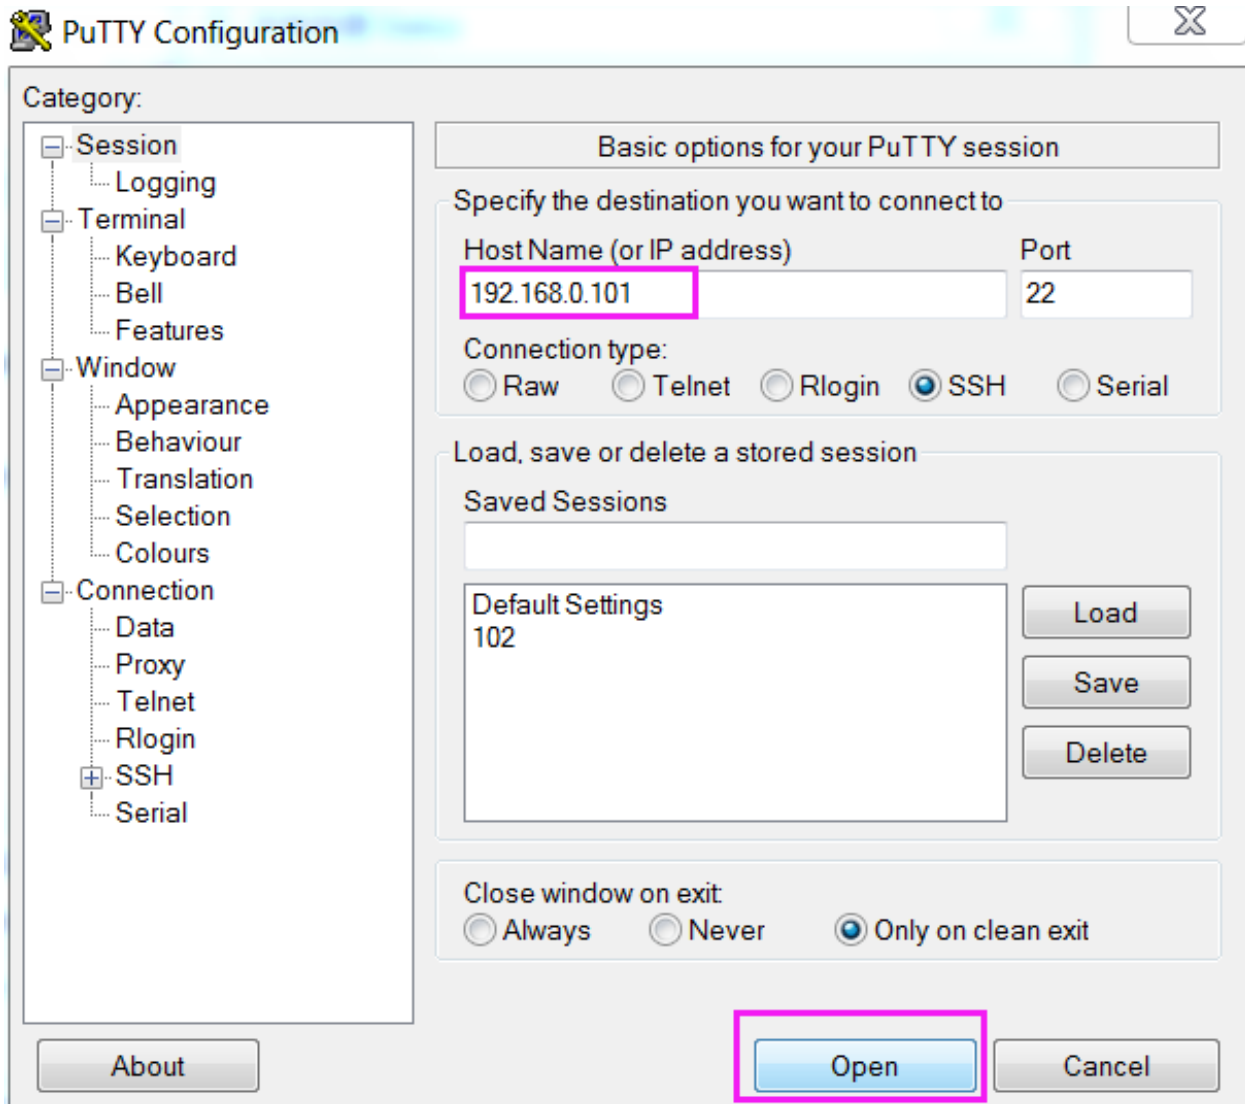 PuTTY Configuration
Category:
Session
Logging
Terminal
Keyboard
Bell
Features
Window
Appearance
Behaviour
Translation
Selection
Colours
Connection
Data
Proxy
Telnet
Rlogin
SSH
Serial
Basic options for your PuTTY session
Specify the destination you want to connect to
Host Name (or IP address) Port
192.168.0.101 22
Connection type:
Raw Telnet Rlogin SSH Serial
Load, save or delete a stored session
Saved Sessions
Default Settings
102
Load
Save
Delete
Close window on exit:
Always Never Only on clean exit
About Open Cancel